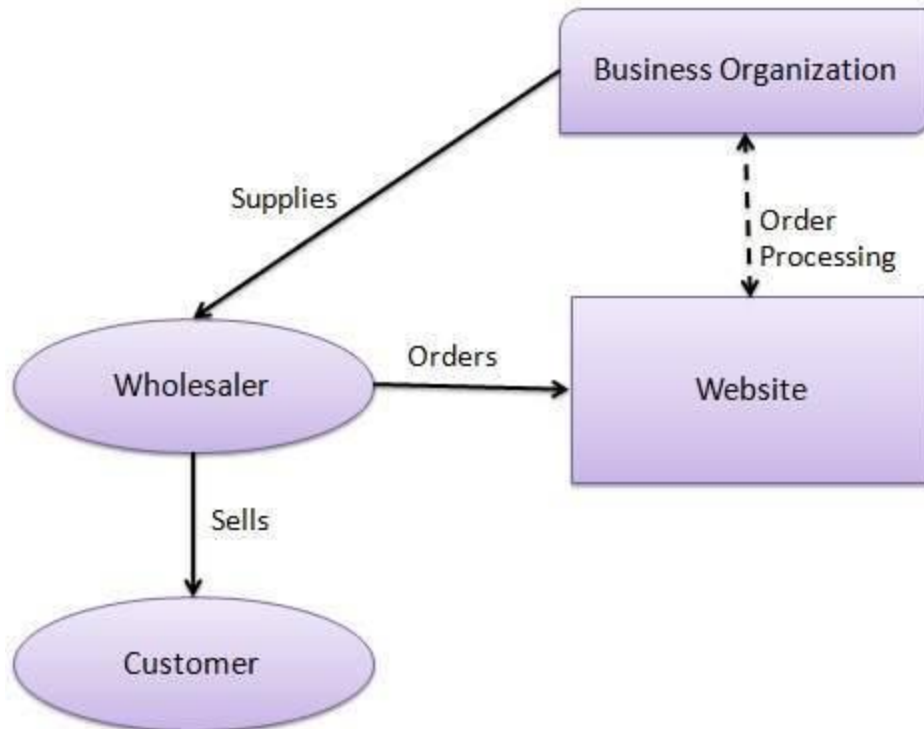 Business Organization
Supplies
Order
Processing
Orders
Wholesaler
Website
Sells
Customer